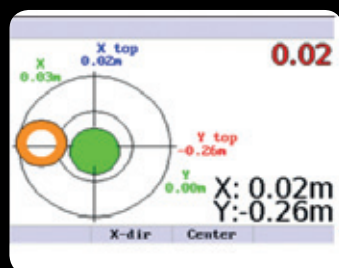 X top
0.02m
0.02
X
0.03m
Y top
-0.26m
Y
0.00m
X: 0.02m
Y:-0.26m
X-dir Center